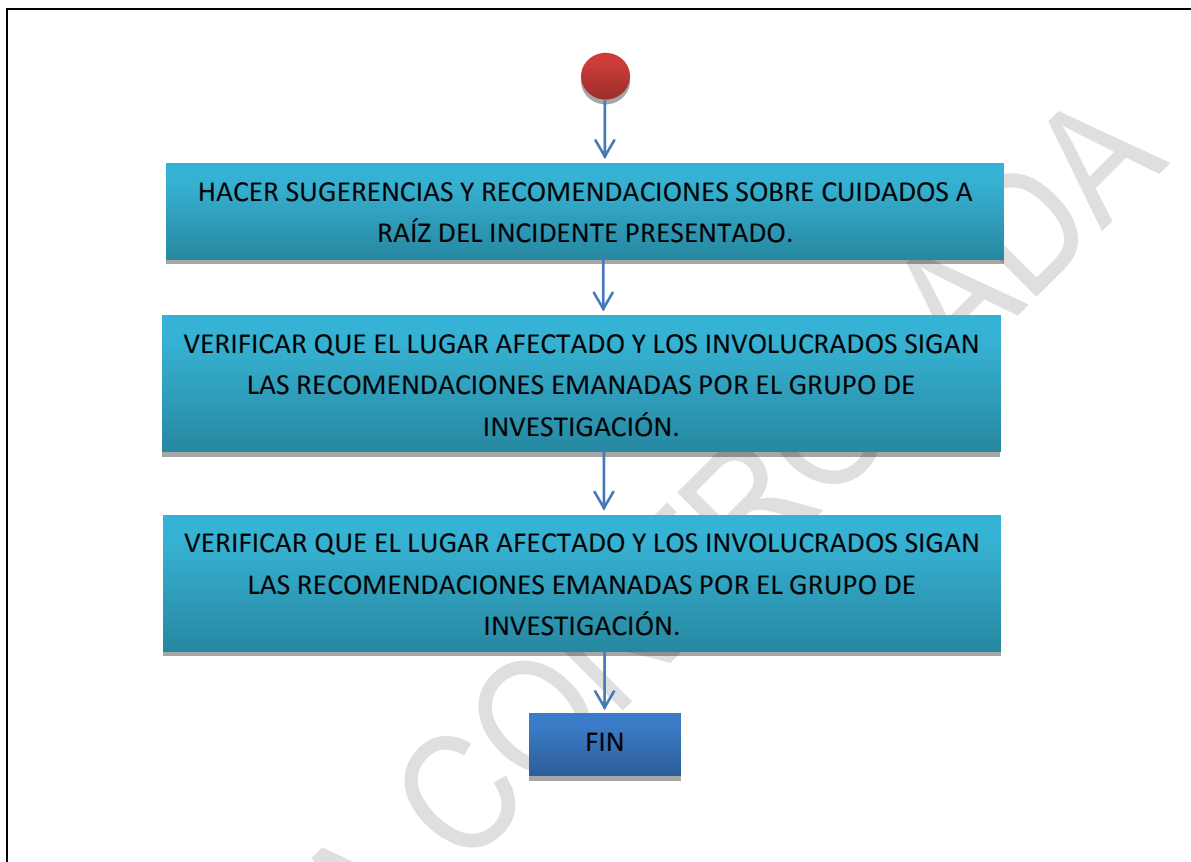 HACER SUGERENCIAS Y RECOMENDACIONES SOBRE CUIDADOS A
RAÍZ DEL INCIDENTE PRESENTADO.
VERIFICAR QUE EL LUGAR AFECTADO Y LOS INVOLUCRADOS SIGAN
LAS RECOMENDACIONES EMANADAS POR EL GRUPO DE
INVESTIGACIÓN.
VERIFICAR QUE EL LUGAR AFECTADO Y LOS INVOLUCRADOS SIGAN
LAS RECOMENDACIONES EMANADAS POR EL GRUPO DE
INVESTIGACIÓN.
FIN